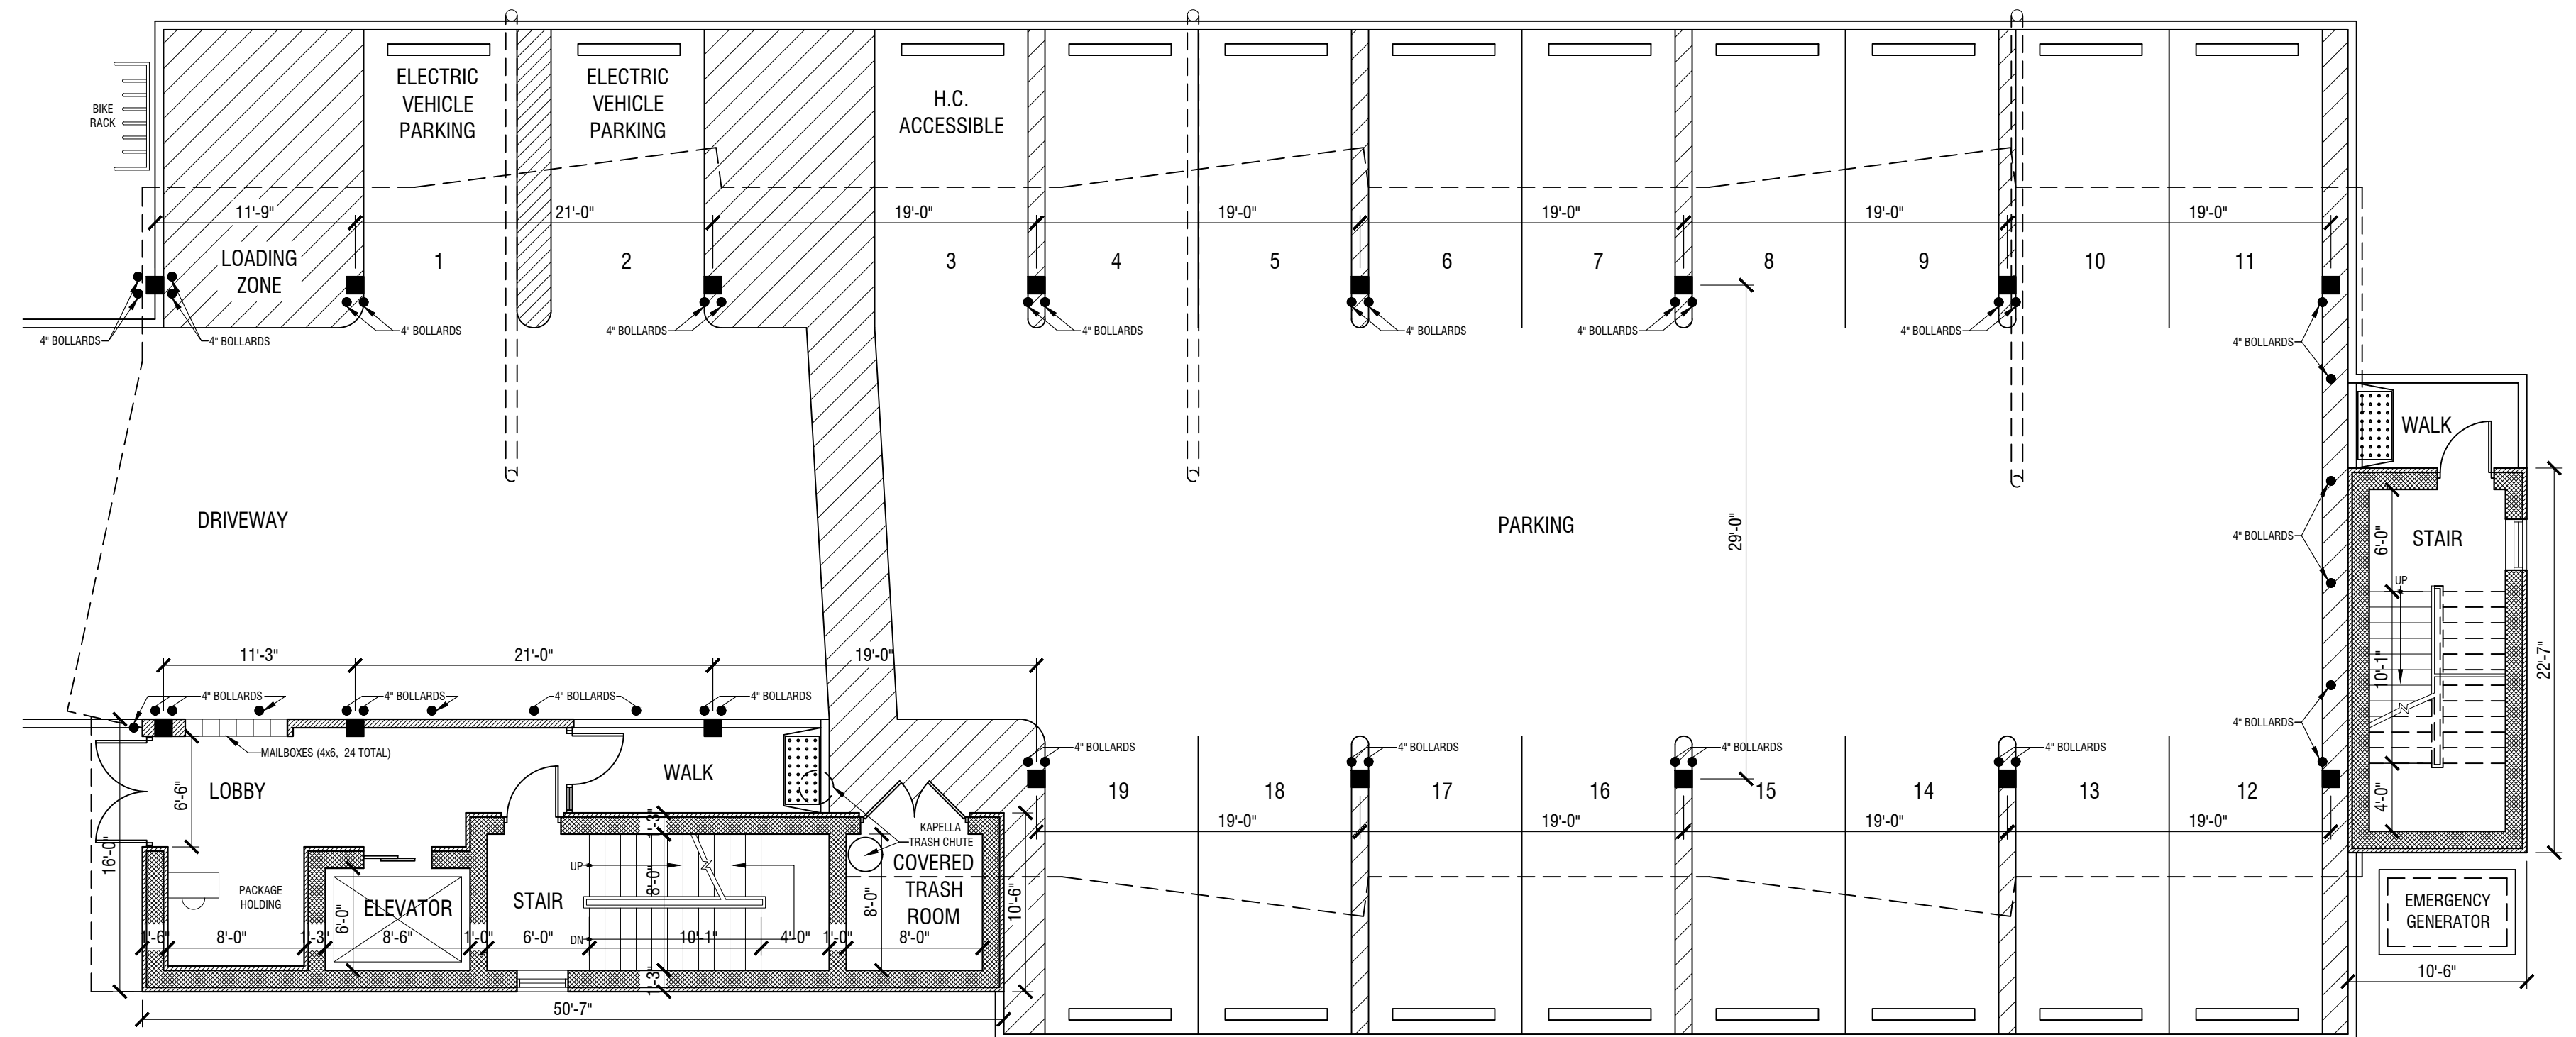 ELECTRIC
VEHICLE
PARKING
ELECTRIC
VEHICLE
PARKING
H.C.
ACCESSIBLE
BIKE
RACK
11'-9"
21'-0"
19'-0"
19'-0"
19'-0"
19'-0"
19'-0"
LOADING
ZONE
1
2
3
4
5
6
7
8
9
10
11
4" BOLLARDS
4" BOLLARDS
4" BOLLARDS
4" BOLLARDS
4" BOLLARDS
4" BOLLARDS
4" BOLLARDS
4" BOLLARDS
4" BOLLARDS
WALK
DRIVEWAY
PARKING
29'-0"
4" BOLLARDS
STAIR
6'-0"
UP
10'-1"
4'-0"
22'-7"
11'-3"
21'-0"
19'-0"
4" BOLLARDS
4" BOLLARDS
4" BOLLARDS
4" BOLLARDS
4" BOLLARDS
MAILBOXES (4x6, 24 TOTAL)
4" BOLLARDS
4" BOLLARDS
4" BOLLARDS
4" BOLLARDS
LOBBY
6'-6"
16'-0"
WALK
19
18
17
16
15
14
13
12
19'-0"
19'-0"
19'-0"
19'-0"
KAPELLA
TRASH CHUTE
COVERED
TRASH
ROOM
PACKAGE
HOLDING
ELEVATOR
6'-0"
STAIR
UP
DN
1'-3"
8'-0"
1'-3"
8'-0"
10'-6"
1'-6"
8'-0"
1'-3"
8'-6"
1'-0"
6'-0"
10'-1"
4'-0"
1'-0"
8'-0"
50'-7"
EMERGENCY
GENERATOR
10'-6"